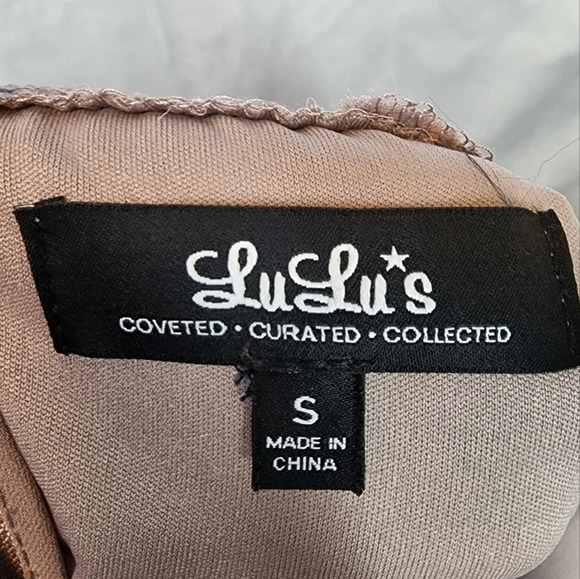 LuLu's
COVETED • CURATED • COLLECTED
S
MADE IN
CHINA